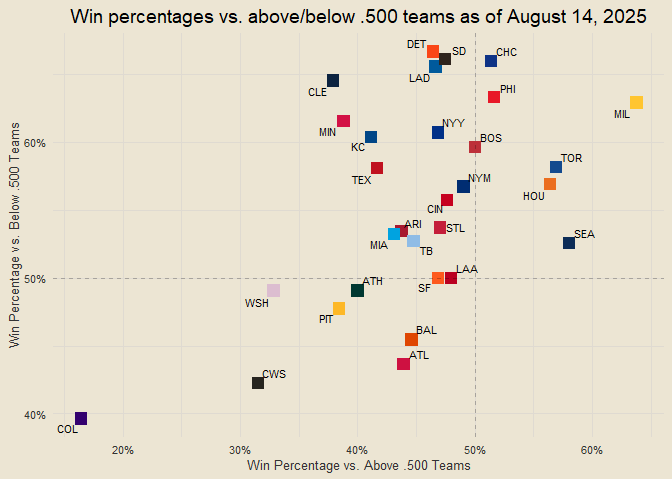 Win percentages vs. above/below .500 teams as of August 14, 2025
Win Percentage vs. Below .500 Teams
60%
50%
40%
DET
SD
CHC
LAD
CLE
PHI
MIL
MIN
NYY
KC
BOS
TOR
TEX
NYM
HOU
CIN
ARI
STL
SEA
MIA
TB
LAA
ATH
SF
WSH
PIT
BAL
ATL
CWS
COL
20%
30%
40%
50%
60%
Win Percentage vs. Above .500 Teams